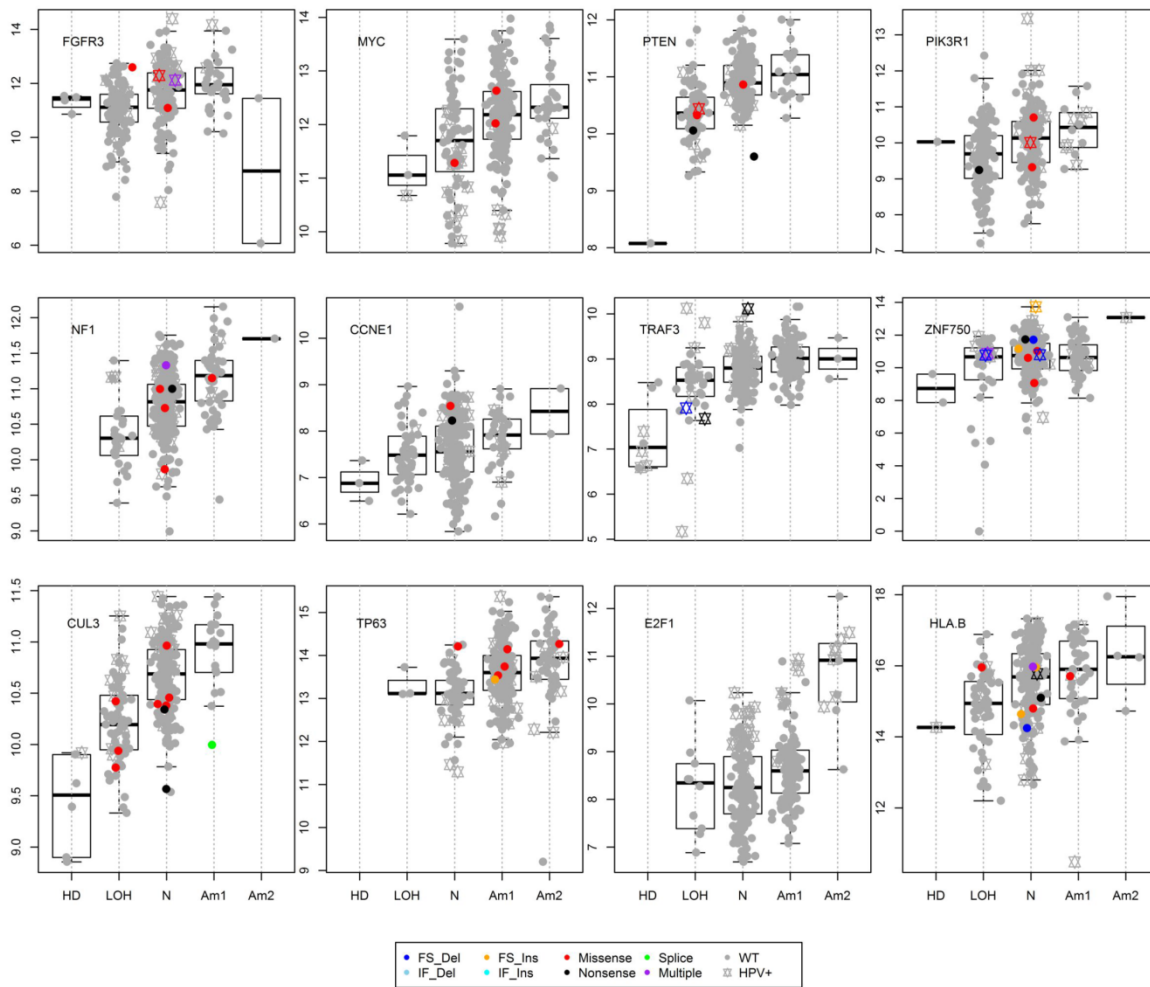 FGFR3
6 8 10 12 14
MYC
10 11 12 13 14
PTEN
8 9 10 11 12
PIK3R1
7 8 9 10 11 12 13
NF1
9.0 9.5 10.0 10.5 11.0 11.5 12.0
CCNE1
6 7 8 9 10
TRAF3
5 6 7 8 9 10
ZNF750
0 2 4 6 8 10 12 14
CUL3
9.0 9.5 10.0 10.5 11.0 11.5
HD LOH N Am1 Am2
TP63
9 10 11 12 13 14 15
HD LOH N Am1 Am2
E2F1
7 8 9 10 11 12
HD LOH N Am1 Am2
HLA.B
12 14 16 18
HD LOH N Am1 Am2
FS_Del FS_Ins Missense Splice WT
IF_Del IF_Ins Nonsense Multiple HPV+